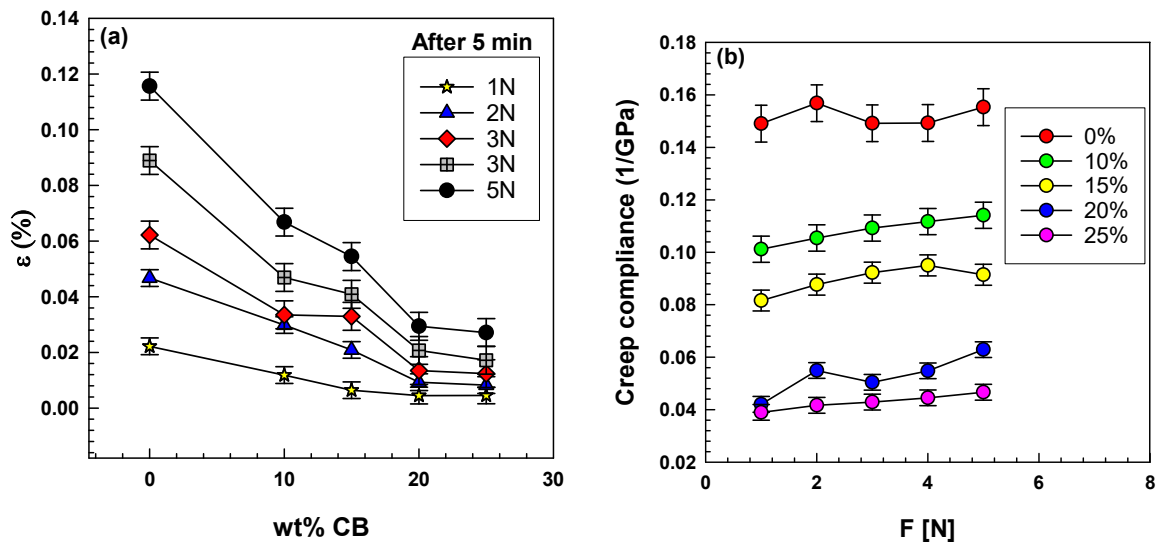 (a)
After 5 min
1N
2N
3N
3N
5N
0.14
0.12
0.10
0.08
0.06
0.04
0.02
0.00
ε (%)
0
10
20
30
wt% CB
(b)
0%
10%
15%
20%
25%
0.18
0.16
0.14
0.12
0.10
0.08
0.06
0.04
0.02
Creep compliance (1/GPa)
0
2
4
6
8
F [N]